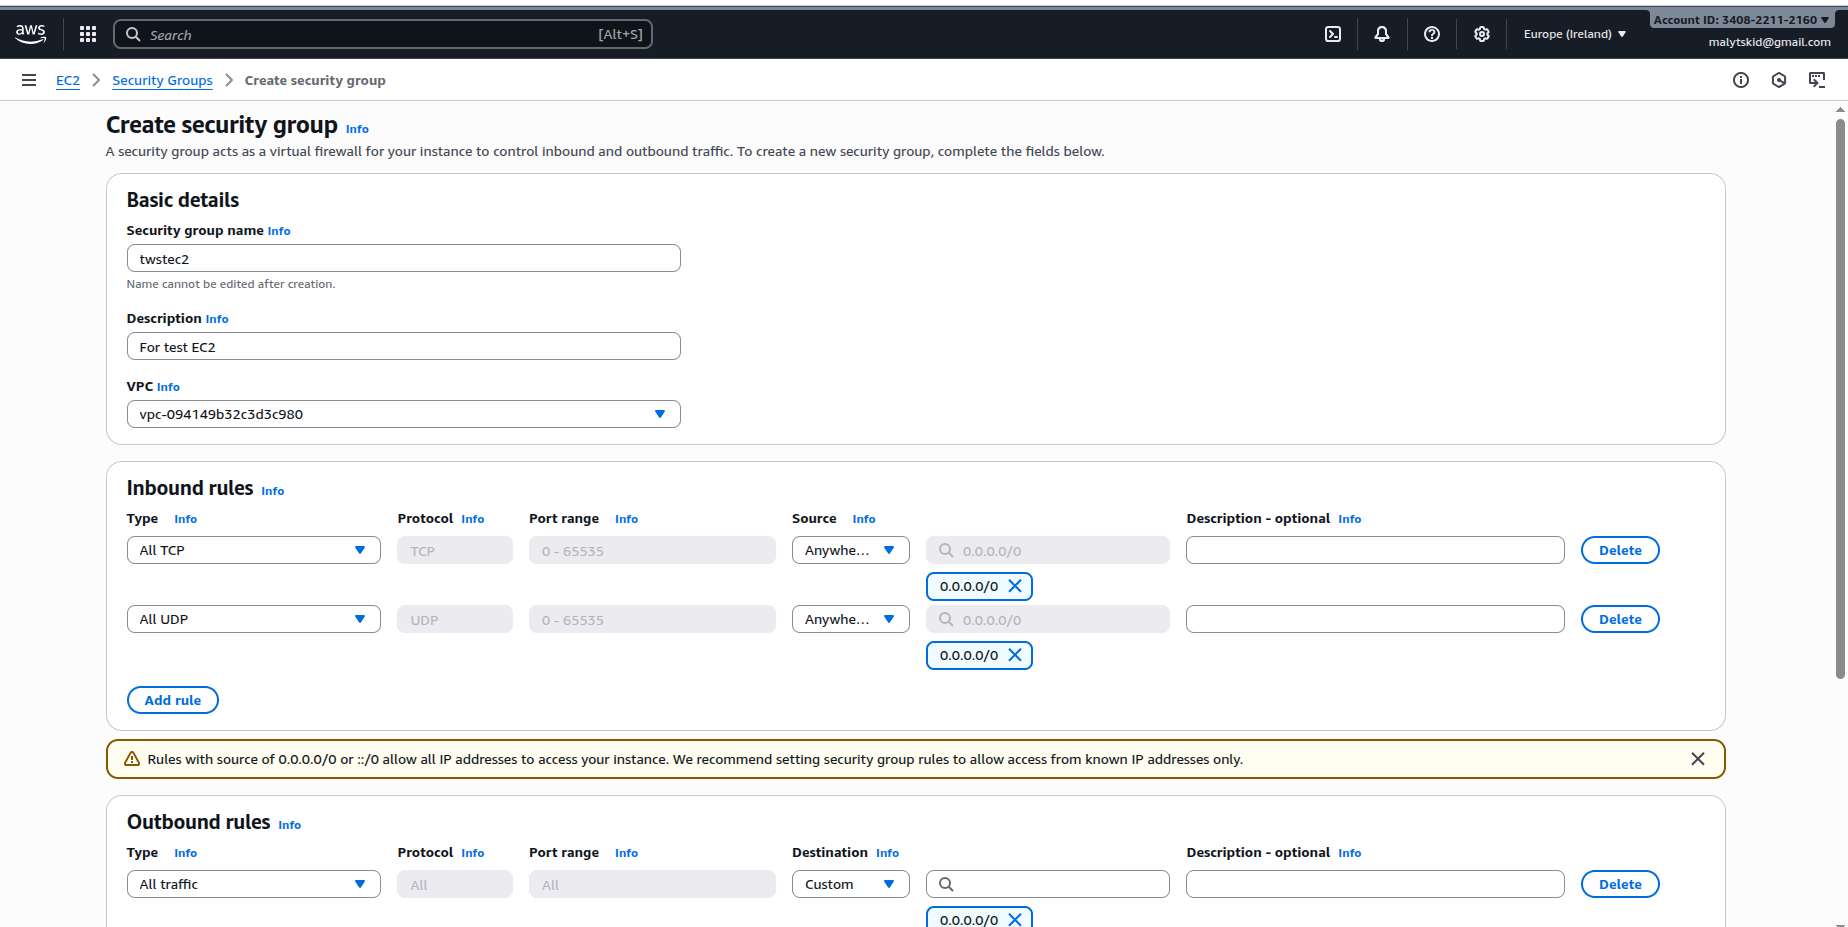 aws
Search [Alt+S]
Europe (Ireland)
Account ID: 3408-2211-2160
malytskid@gmail.com
EC2 Security Groups Create security group
Create security group Info
A security group acts as a virtual firewall for your instance to control inbound and outbound traffic. To create a new security group, complete the fields below.
Basic details
Security group name Info
twstec2
Name cannot be edited after creation.
Description Info
For test EC2
VPC Info
vpc-094149b32c3d3c980
Inbound rules Info
Type Info Protocol Info Port range Info Source Info Description – optional Info
All TCP TCP 0 - 65535 Anywhe... 0.0.0.0/0 Delete
0.0.0.0/0
All UDP UDP 0 - 65535 Anywhe... 0.0.0.0/0 Delete
0.0.0.0/0
Add rule
Rules with source of 0.0.0.0/0 or ::/0 allow all IP addresses to access your instance. We recommend setting security group rules to allow access from known IP addresses only.
Outbound rules Info
Type Info Protocol Info Port range Info Destination Info Description – optional Info
All traffic All All Custom Delete
0.0.0.0/0